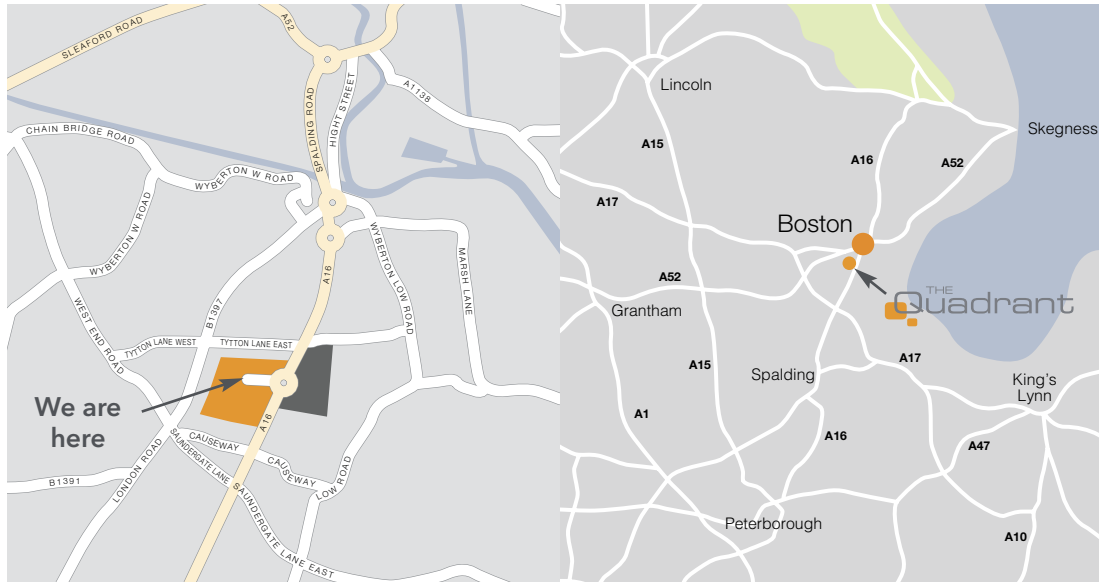 SLEAFORD ROAD
A52
SPALDING ROAD
HIGHT STREET
A1138
CHAIN BRIDGE ROAD
WYBERTON W ROAD
WYBERTON W ROAD
WYBERTON LOW ROAD
MARSH LANE
A16
B1397
WEST END ROAD
TYTTON LANE WEST
TYTTON LANE EAST
We are
here
A16
CAUSEWAY
CAUSEWAY
SAUNDERGATE LANE
SAUNDERGATE LANE EAST
LOW ROAD
LONDON ROAD
B1391
Lincoln
Skegness
A15
A16
A52
A17
Boston
THE
Quadrant
A52
Grantham
A15
A17
Spalding
King's
Lynn
A1
A16
A47
Peterborough
A10